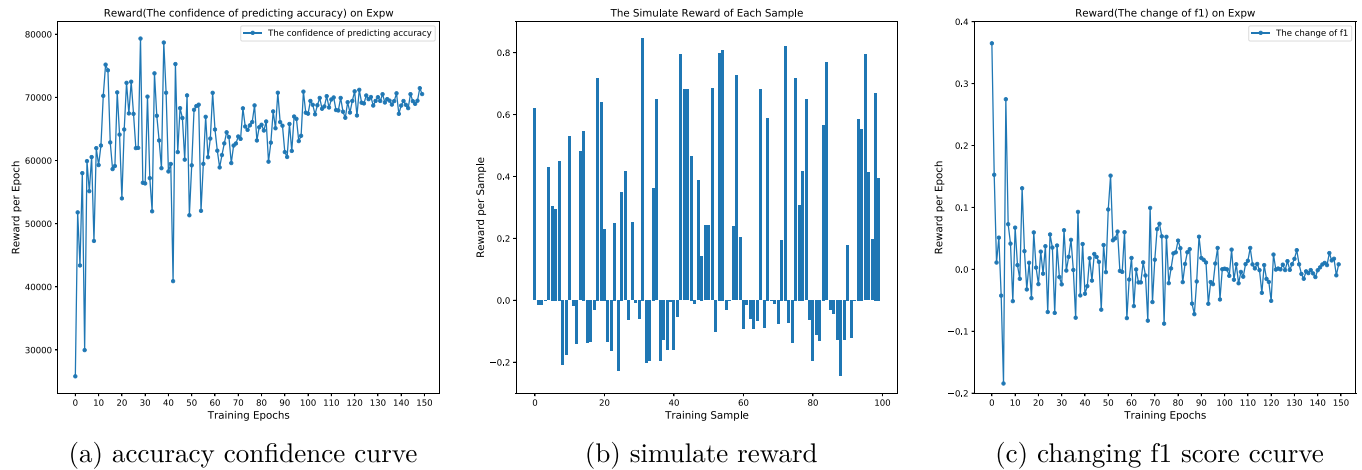 Reward(The confidence of predicting accuracy) on Expw
The confidence of predicting accuracy
80000
70000
60000
50000
40000
30000
Reward per Epoch
0 10 20 30 40 50 60 70 80 90 100 110 120 130 140 150
Training Epochs
(a) accuracy confidence curve
The Simulate Reward of Each Sample
0.8
0.6
0.4
0.2
0.0
−0.2
Reward per Sample
0 20 40 60 80 100
Training Sample
(b) simulate reward
Reward(The change of f1) on Expw
The change of f1
0.4
0.3
0.2
0.1
0.0
−0.1
−0.2
Reward per Epoch
0 10 20 30 40 50 60 70 80 90 100 110 120 130 140 150
Training Epochs
(c) changing f1 score ccurve